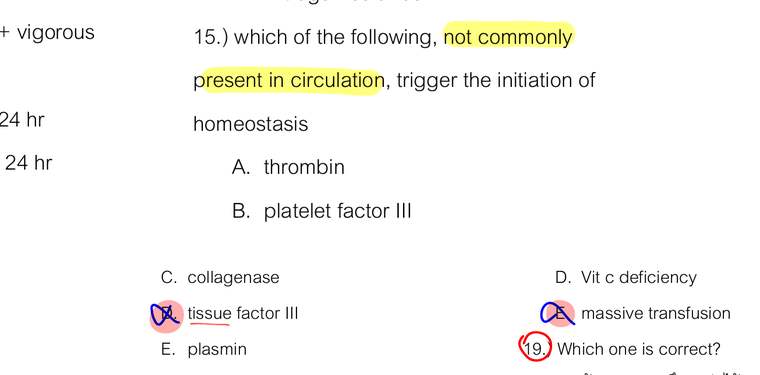 + vigorous
24 hr
24 hr
15.) which of the following, not commonly
present in circulation, trigger the initiation of
homeostasis
A. thrombin
B. platelet factor III
C. collagenase
D. tissue factor III
E. plasmin
D. Vit c deficiency
E. massive transfusion
19. Which one is correct?